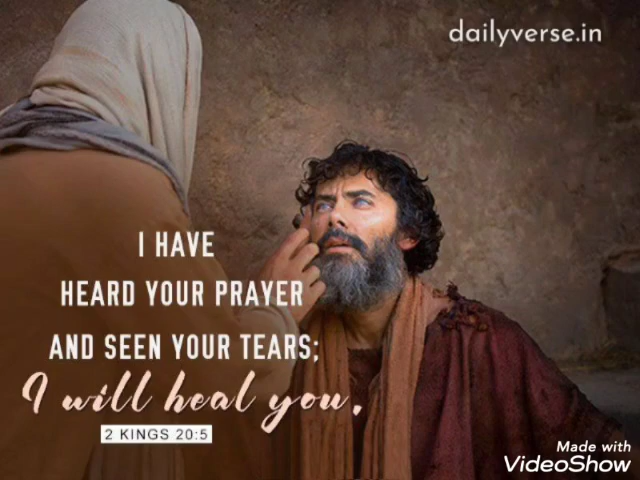 dailyverse.in
I HAVE
HEARD YOUR PRAYER
AND SEEN YOUR TEARS;
I will heal you.
2 KINGS 20:5
Made with
VideoShow